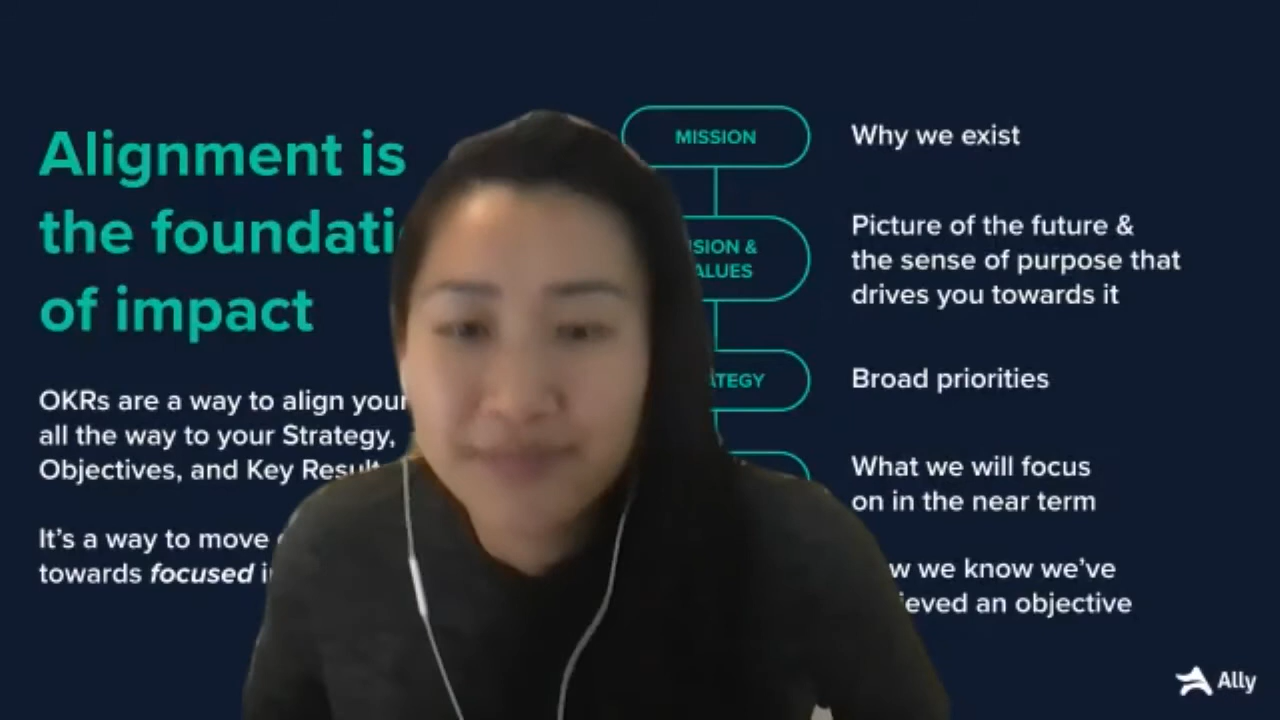 Alignment is
the foundati
of impact
OKRs are a way to align your
all the way to your Strategy,
Objectives, and Key Result
It's a way to move
towards focused i
MISSION
Why we exist
SION &
ALUES
Picture of the future &
the sense of purpose that
drives you towards it
ATEGY
Broad priorities
What we will focus
on in the near term
w we know we've
ieved an objective
Ally